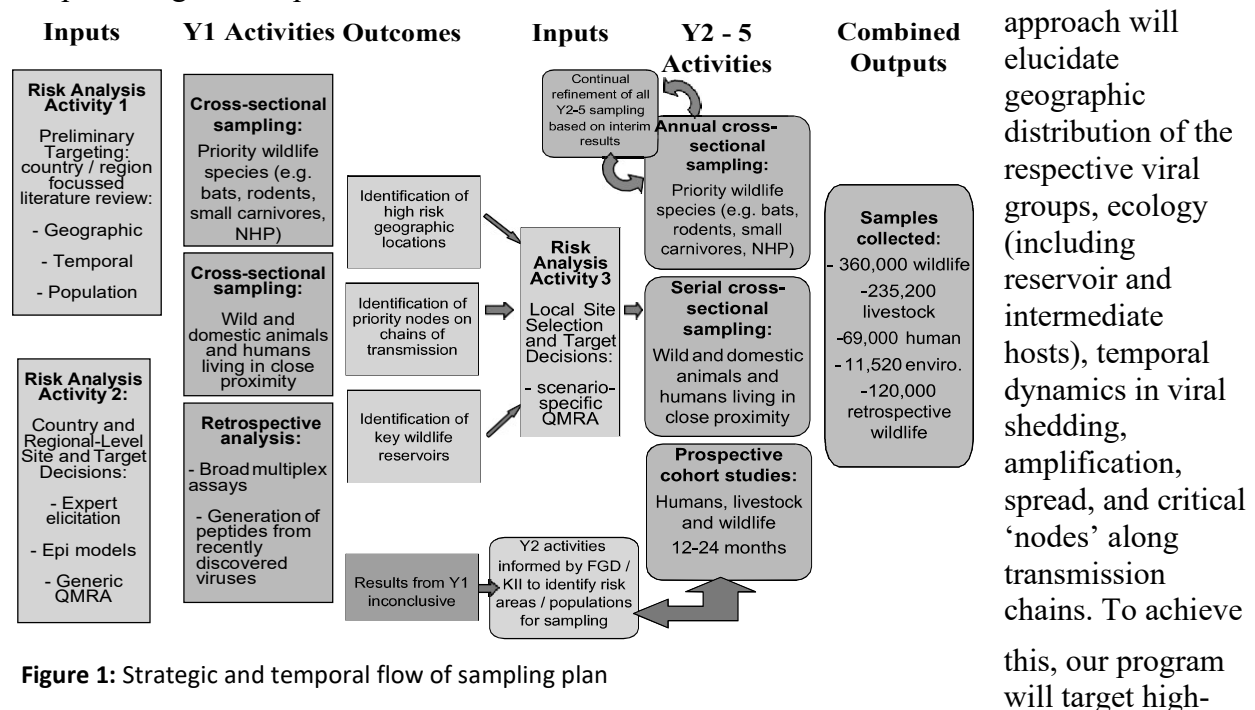 Inputs
Y1 Activities
Outcomes
Inputs
Y2 - 5
Activities
Combined
Outputs
Risk Analysis
Activity 1
Preliminary
Targeting:
country / region
focussed
literature review:
- Geographic
- Temporal
- Population
Risk Analysis
Activity 2:
Country and
Regional-Level
Site and Target
Decisions:
- Expert
elicitation
- Epi models
- Generic
QMRA
Cross-sectional
sampling:
Priority wildlife
species (e.g.
bats, rodents,
small carnivores,
NHP)
Cross-sectional
sampling:
Wild and
domestic animals
and humans
living in close
proximity
Retrospective
analysis:
- Broad multiplex
assays
- Generation of
peptides from
recently
discovered
viruses
Identification of
high risk
geographic
locations
Identification of
priority nodes on
chains of
transmission
Identification of
key wildlife
reservoirs
Results from Y1
inconclusive
Risk
Analysis
Activity 3
Local Site
Selection
and Target
Decisions:
- scenario-
specific
QMRA
Y2 activities
informed by FGD /
KII to identify risk
areas / populations
for sampling
Continual
refinement of all
Y2-5 sampling
based on interim
results
Annual cross-
sectional
sampling:
Priority wildlife
species (e.g. bats,
rodents, small
carnivores, NHP)
Serial cross-
sectional
sampling:
Wild and domestic
animals and
humans living in
close proximity
Prospective
cohort studies:
Humans, livestock
and wildlife
12-24 months
Samples
collected:
- 360,000 wildlife
-235,200
livestock
-69,000 human
- 11,520 enviro.
-120,000
retrospective
wildlife
Figure 1: Strategic and temporal flow of sampling plan
approach will
elucidate
geographic
distribution of the
respective viral
groups, ecology
(including
reservoir and
intermediate
hosts), temporal
dynamics in viral
shedding,
amplification,
spread, and critical
‘nodes’ along
transmission
chains. To achieve
this, our program
will target high-